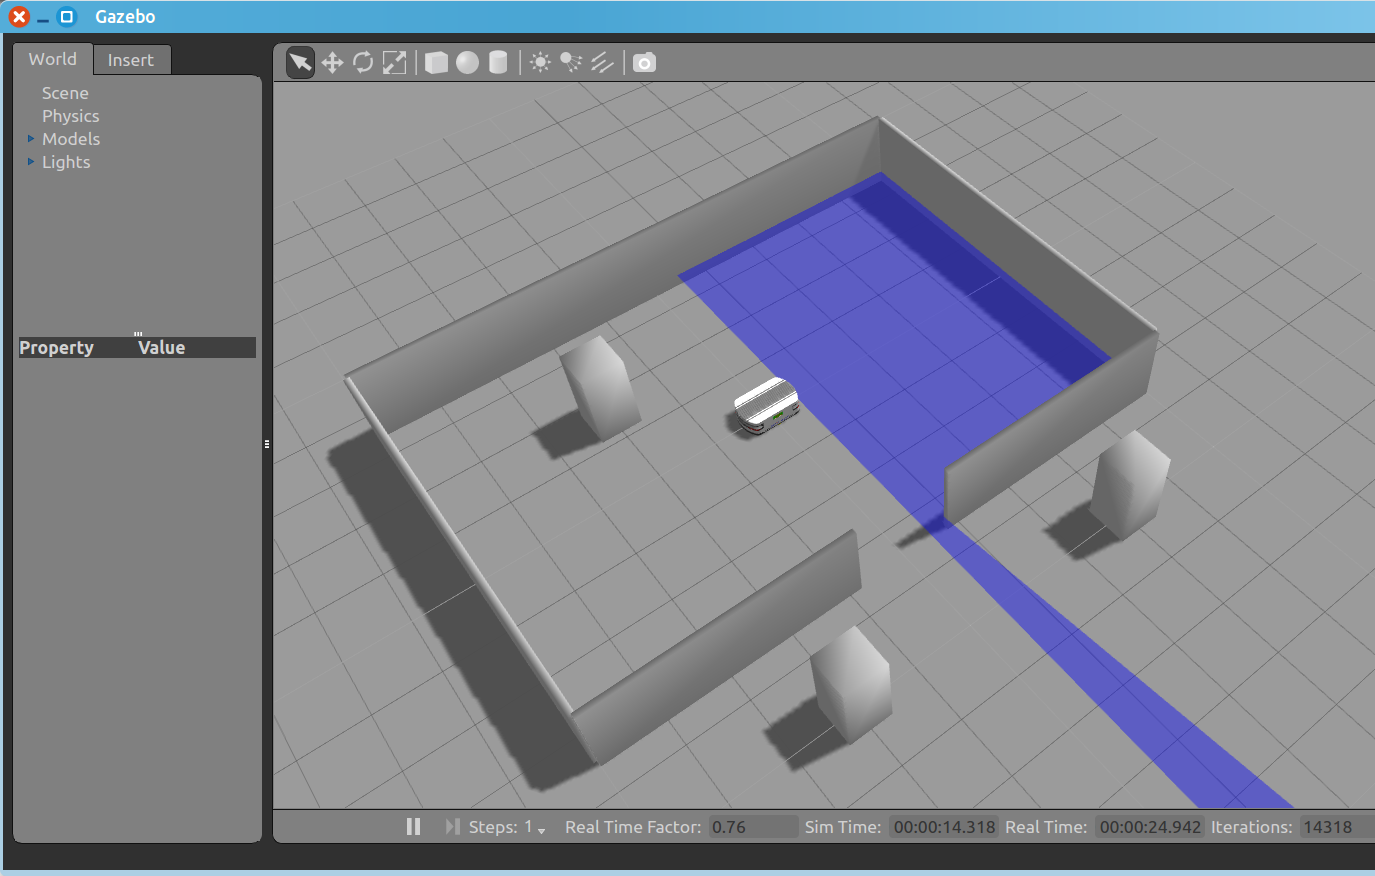 Gazebo
World Insert
Scene
Physics
Models
Lights
Property Value
Steps: 1 Real Time Factor: 0.76 Sim Time: 00:00:14.318 Real Time: 00:00:24.942 Iterations: 14318